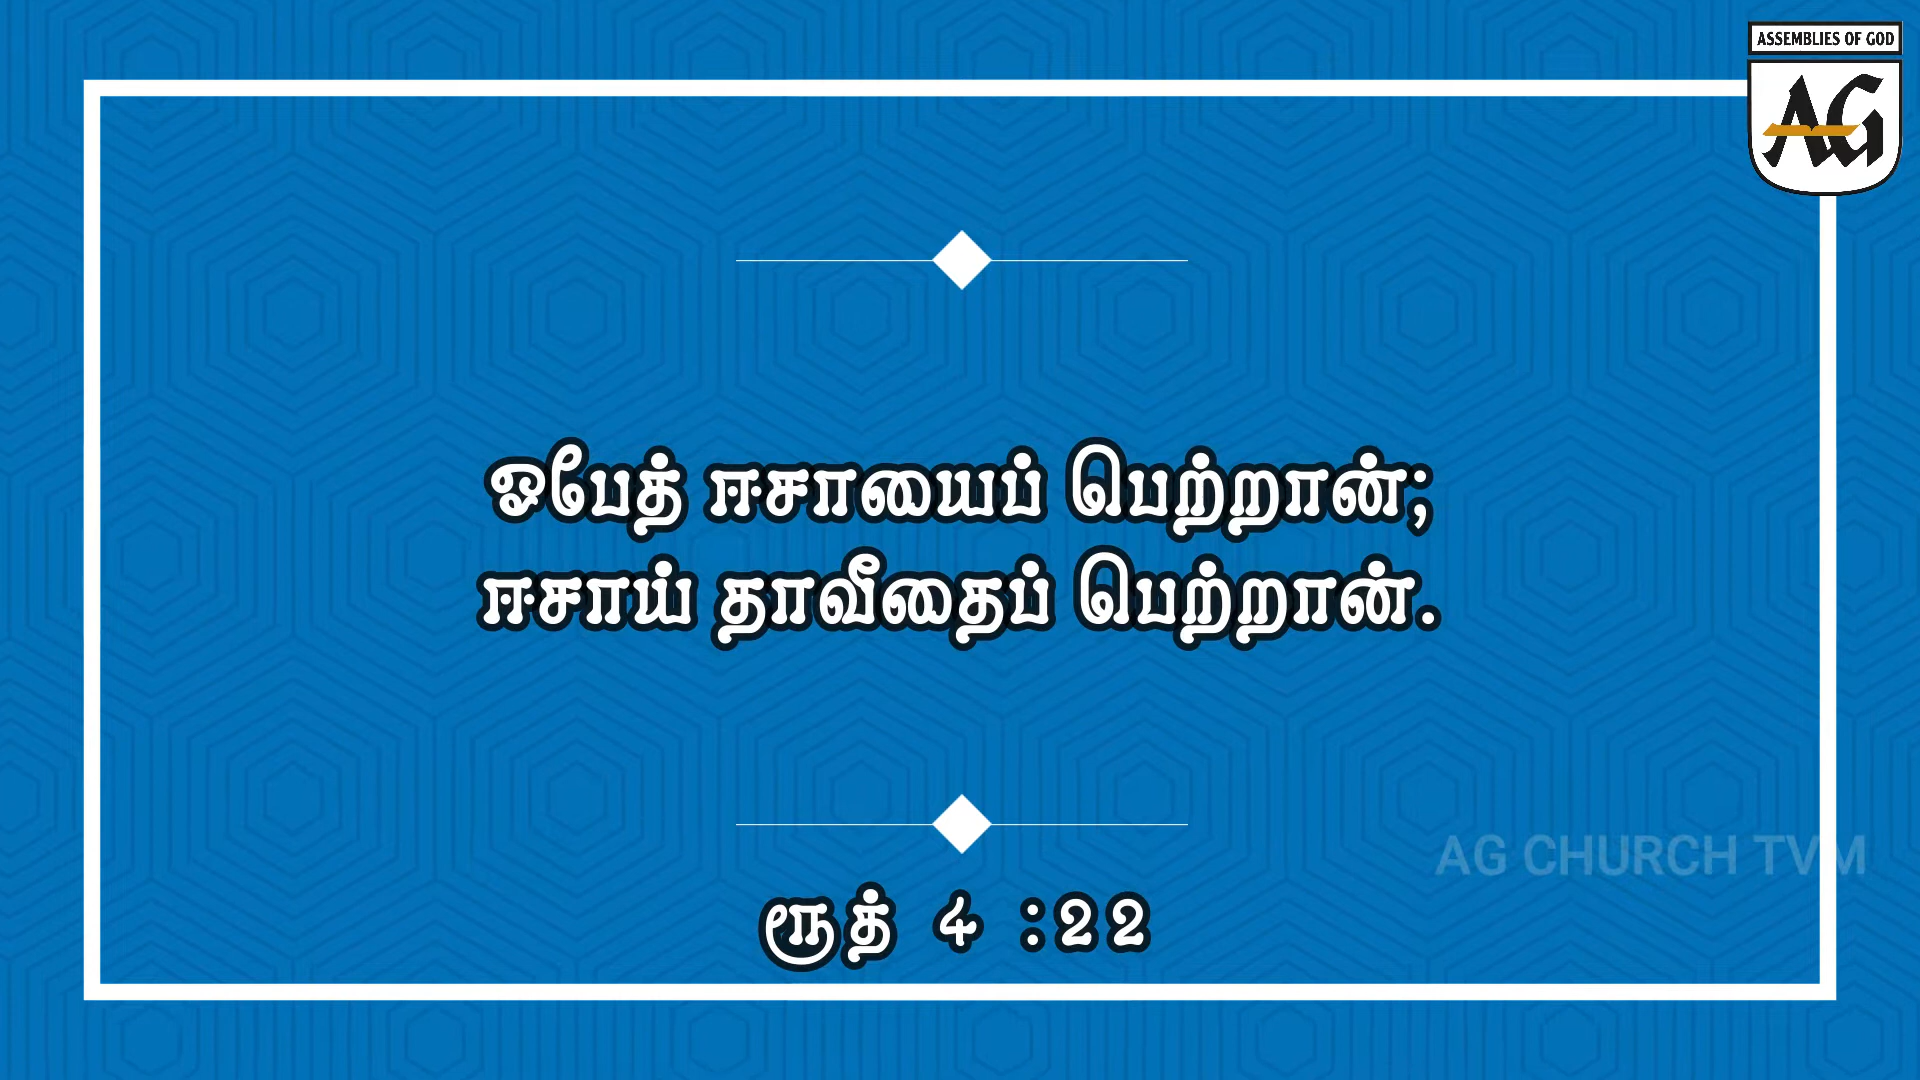 ASSEMBLIES OF GOD
AG
ஓபேத் ஈசாயைப் பெற்றான்;
ஈசாய் தாவீதைப் பெற்றான்.
AG CHURCH TVM
ரூத் 4 :22